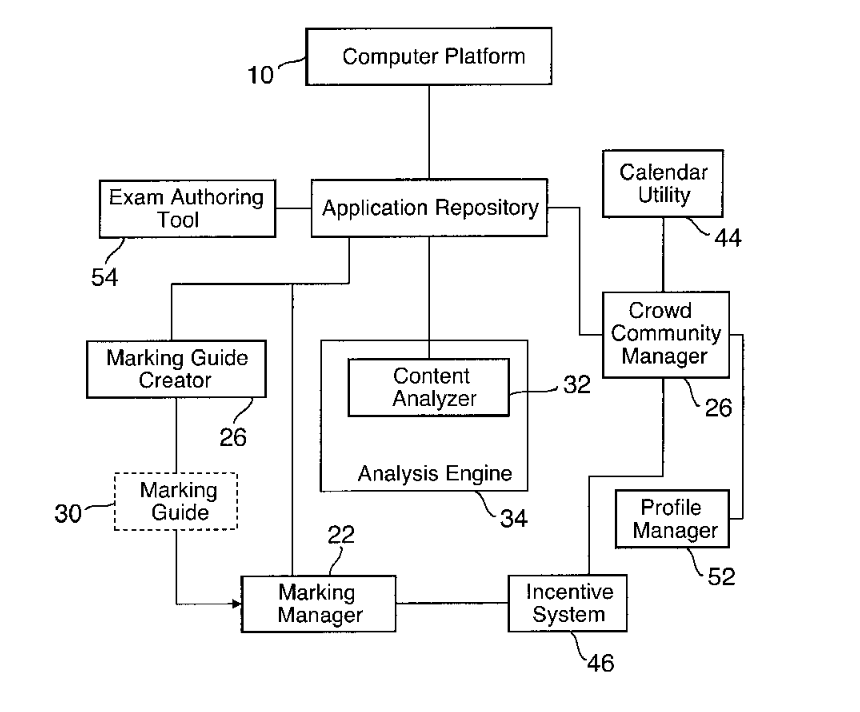 Computer Platform
10
Exam Authoring
Tool
54
Application Repository
Calendar
Utility
44
Crowd
Community
Manager
26
Marking Guide
Creator
26
Content
Analyzer
32
Analysis Engine
34
30
Marking
Guide
Profile
Manager
52
22
Marking
Manager
Incentive
System
46